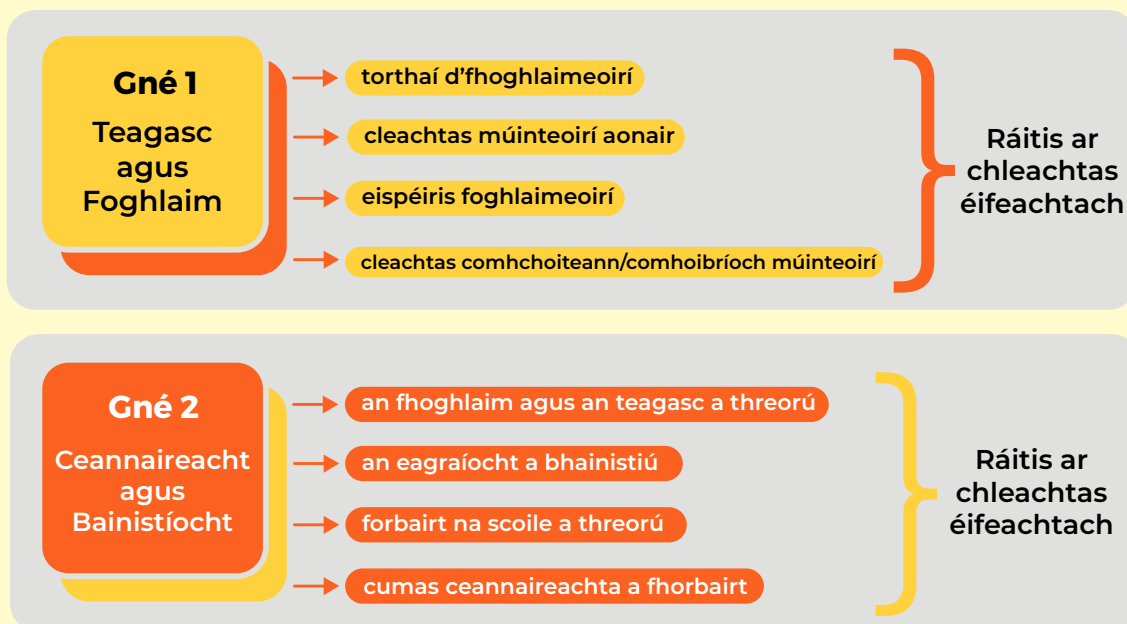 Gné 1
Teagasc
agus
Foghlaim
torthaí d'fhoghlaimeoirí
cleachtas múinteoirí aonair
eispéiris foghlaimeoirí
cleachtas comhchoiteann/comhoibríoch múinteoirí
Ráitis ar
chleachtas
éifeachtach
Gné 2
Ceannaireacht
agus
Bainistíocht
an fhoghlaim agus an teagasc a threorú
an eagraíocht a bhainistiú
forbairt na scoile a threorú
cumas ceannaireachta a fhorbairt
Ráitis ar
chleachtas
éifeachtach